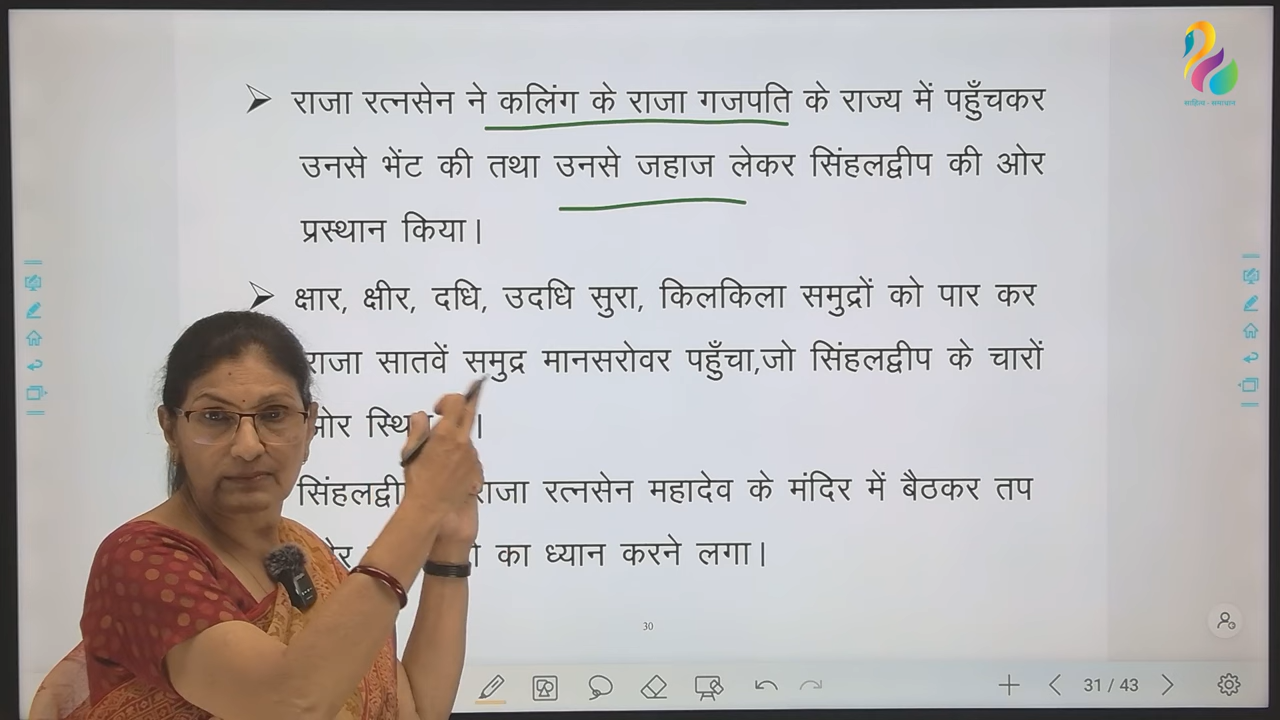 साहित्य - समाधान
राजा रत्नसेन ने कलिंग के राजा गजपति के राज्य में पहुँचकर
उनसे भेंट की तथा उनसे जहाज लेकर सिंहलद्वीप की ओर
प्रस्थान किया।
क्षार, क्षीर, दधि, उदधि सुरा, किलकिला समुद्रों को पार कर
राजा सातवें समुद्र मानसरोवर पहुँचा,जो सिंहलद्वीप के चारों
ओर
राजा रत्नसेन महादेव के मंदिर में बैठकर तप
का ध्यान करने लगा।
30
31 / 43